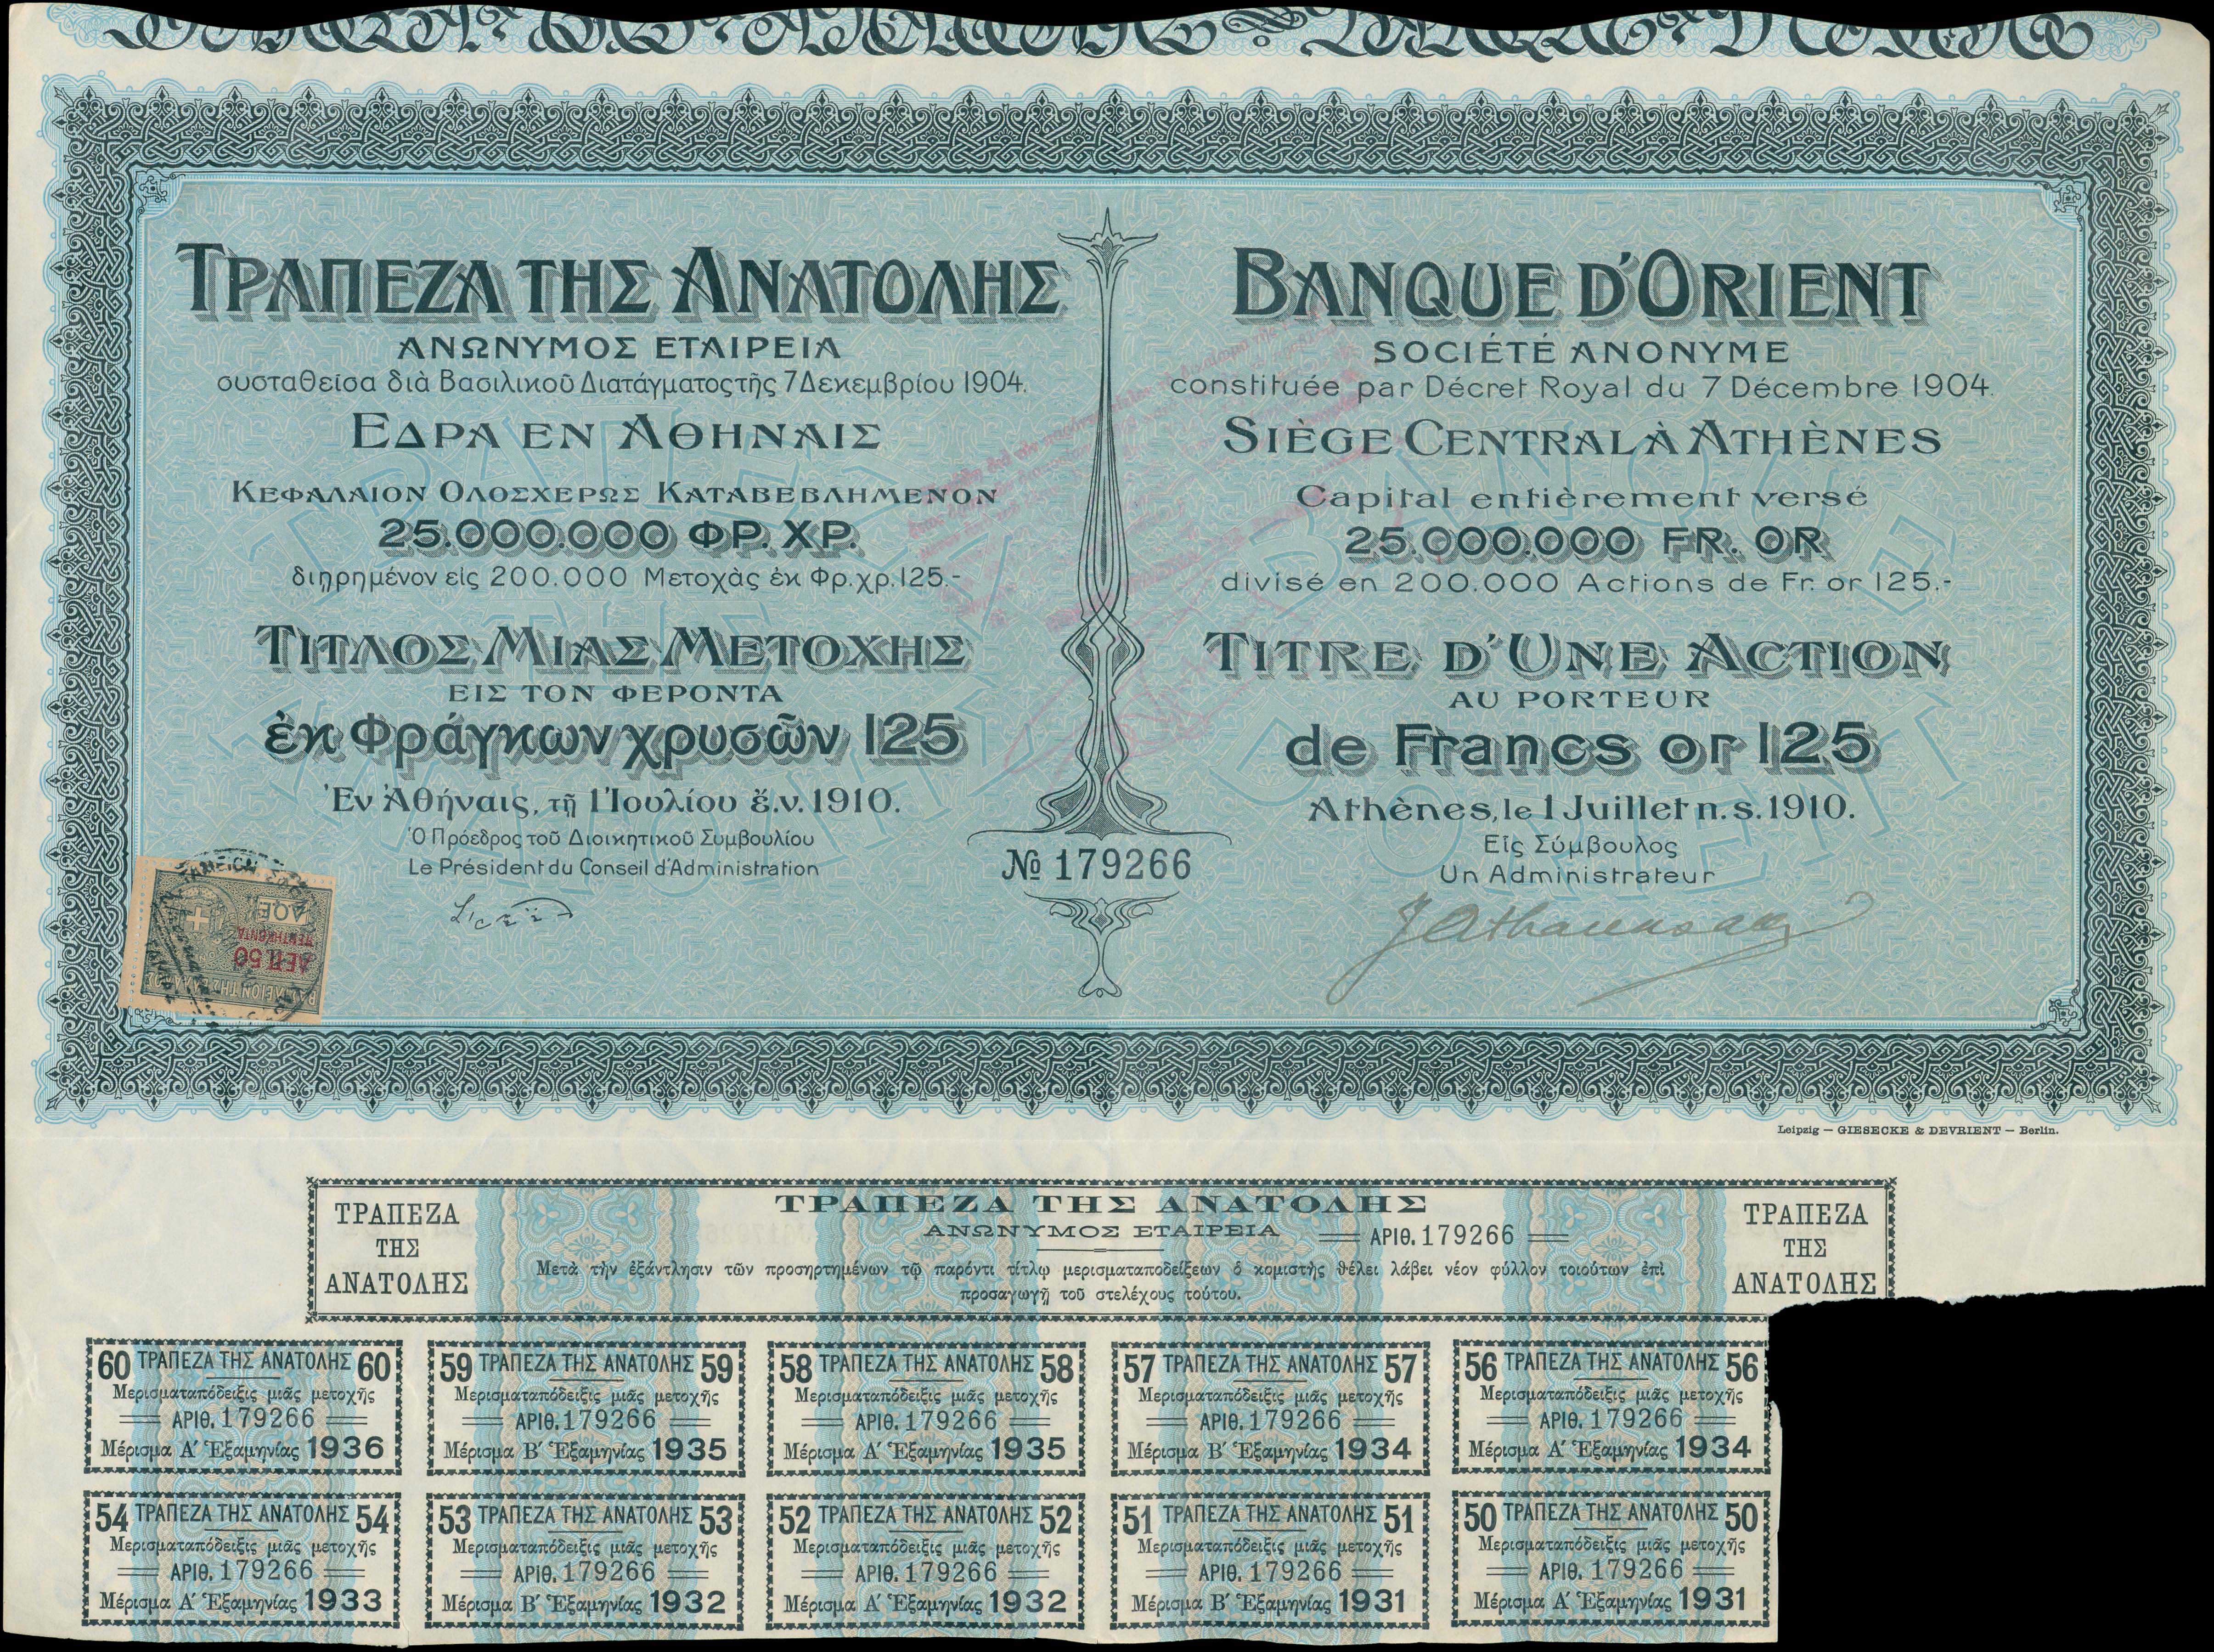 ΤΡΑΠΕΖΑ ΤΗΣ ΑΝΑΤΟΛΗΣ
ΑΝΩΝΥΜΟΣ ΕΤΑΙΡΕΙΑ
συσταθεῖσα διὰ Βασιλικοῦ Διατάγματος τῆς 7 Δεκεμβρίου 1904.
ΕΔΡΑ ΕΝ ΑΘΗΝΑΙΣ
ΚΕΦΑΛΑΙΟΝ ΟΛΟΣΧΕΡΩΣ ΚΑΤΑΒΕΒΛΗΜΕΝΟΝ
25.000.000 ΦΡ. ΧΡ.
διῃρημένον εἰς 200.000 Μετοχὰς ἐκ Φρ. χρ. 125.-
ΤΙΤΛΟΣ ΜΙΑΣ ΜΕΤΟΧΗΣ
ΕΙΣ ΤΟΝ ΦΕΡΟΝΤΑ
ἐκ Φράγκων χρυσῶν 125
Ἐν Ἀθήναις, τῇ 1 Ἰουλίου ἔ.ν. 1910.
Ὁ Πρόεδρος τοῦ Διοικητικοῦ Συμβουλίου
Le Président du Conseil d'Administration
BANQUE D'ORIENT
SOCIÉTÉ ANONYME
constituée par Décret Royal du 7 Décembre 1904.
SIÈGE CENTRAL À ATHÈNES
Capital entièrement versé
25.000.000 FR. OR
divisé en 200.000 Actions de Fr. or 125.-
TITRE D'UNE ACTION
AU PORTEUR
de Francs or 125
Athènes, le 1 Juillet n. s. 1910.
Εἷς Σύμβουλος
Un Administrateur
№ 179266
ΒΑΣΙΛΕΙΟΝ ΤΗΣ ΕΛΛΑΔΟΣ
ΛΕΠ. 50
ΠΕΝΤΗΚΟΝΤΑ
Leipzig — GIESECKE & DEVRIENT — Berlin.
ΤΡΑΠΕΖΑ
ΤΗΣ
ΑΝΑΤΟΛΗΣ
ΤΡΑΠΕΖΑ ΤΗΣ ΑΝΑΤΟΛΗΣ
ΑΝΩΝΥΜΟΣ ΕΤΑΙΡΕΙΑ
ΑΡΙΘ. 179266
Μετὰ τὴν ἐξάντλησιν τῶν προσηρτημένων τῷ παρόντι τίτλῳ μερισματαποδείξεων ὁ κομιστὴς θέλει λάβει νέον φύλλον τοιούτων ἐπὶ
προσαγωγῇ τοῦ στελέχους τούτου.
ΤΡΑΠΕΖΑ
ΤΗΣ
ΑΝΑΤΟΛΗΣ
60 ΤΡΑΠΕΖΑ ΤΗΣ ΑΝΑΤΟΛΗΣ 60
Μερισματαπόδειξις μιᾶς μετοχῆς
ΑΡΙΘ. 179266
Μέρισμα Α΄ Ἑξαμηνίας 1936
59 ΤΡΑΠΕΖΑ ΤΗΣ ΑΝΑΤΟΛΗΣ 59
Μερισματαπόδειξις μιᾶς μετοχῆς
ΑΡΙΘ. 179266
Μέρισμα Β΄ Ἑξαμηνίας 1935
58 ΤΡΑΠΕΖΑ ΤΗΣ ΑΝΑΤΟΛΗΣ 58
Μερισματαπόδειξις μιᾶς μετοχῆς
ΑΡΙΘ. 179266
Μέρισμα Α΄ Ἑξαμηνίας 1935
57 ΤΡΑΠΕΖΑ ΤΗΣ ΑΝΑΤΟΛΗΣ 57
Μερισματαπόδειξις μιᾶς μετοχῆς
ΑΡΙΘ. 179266
Μέρισμα Β΄ Ἑξαμηνίας 1934
56 ΤΡΑΠΕΖΑ ΤΗΣ ΑΝΑΤΟΛΗΣ 56
Μερισματαπόδειξις μιᾶς μετοχῆς
ΑΡΙΘ. 179266
Μέρισμα Α΄ Ἑξαμηνίας 1934
54 ΤΡΑΠΕΖΑ ΤΗΣ ΑΝΑΤΟΛΗΣ 54
Μερισματαπόδειξις μιᾶς μετοχῆς
ΑΡΙΘ. 179266
Μέρισμα Α΄ Ἑξαμηνίας 1933
53 ΤΡΑΠΕΖΑ ΤΗΣ ΑΝΑΤΟΛΗΣ 53
Μερισματαπόδειξις μιᾶς μετοχῆς
ΑΡΙΘ. 179266
Μέρισμα Β΄ Ἑξαμηνίας 1932
52 ΤΡΑΠΕΖΑ ΤΗΣ ΑΝΑΤΟΛΗΣ 52
Μερισματαπόδειξις μιᾶς μετοχῆς
ΑΡΙΘ. 179266
Μέρισμα Α΄ Ἑξαμηνίας 1932
51 ΤΡΑΠΕΖΑ ΤΗΣ ΑΝΑΤΟΛΗΣ 51
Μερισματαπόδειξις μιᾶς μετοχῆς
ΑΡΙΘ. 179266
Μέρισμα Β΄ Ἑξαμηνίας 1931
50 ΤΡΑΠΕΖΑ ΤΗΣ ΑΝΑΤΟΛΗΣ 50
Μερισματαπόδειξις μιᾶς μετοχῆς
ΑΡΙΘ. 179266
Μέρισμα Α΄ Ἑξαμηνίας 1931